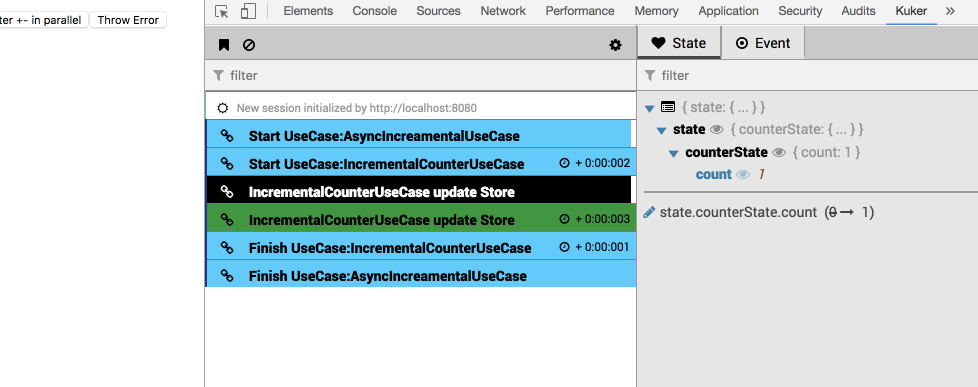 ter +- in parallel Throw Error
Elements Console Sources Network Performance Memory Application Security Audits Kuker »
State Event
filter
filter
New session initialized by http://localhost:8080
Start UseCase:AsyncIncreamentalUseCase
Start UseCase:IncrementalCounterUseCase + 0:00:002
IncrementalCounterUseCase update Store
IncrementalCounterUseCase update Store + 0:00:003
Finish UseCase:IncrementalCounterUseCase + 0:00:001
Finish UseCase:AsyncIncreamentalUseCase
{ state: { ... } }
state { counterState: { ... } }
counterState { count: 1 }
count 1
state.counterState.count (0→ 1)